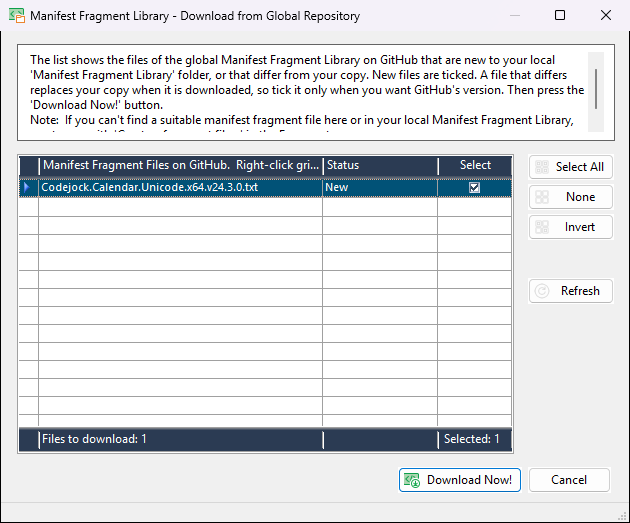 Manifest Fragment Library - Download from Global Repository
The list shows the files of the global Manifest Fragment Library on GitHub that are new to your local
'Manifest Fragment Library' folder, or that differ from your copy. New files are ticked. A file that differs
replaces your copy when it is downloaded, so tick it only when you want GitHub's version. Then press the
'Download Now!' button.
Note:  If you can't find a suitable manifest fragment file here or in your local Manifest Fragment Library,
Manifest Fragment Files on GitHub.  Right-click gri... Status Select
Codejock.Calendar.Unicode.x64.v24.3.0.txt New
Select All
None
Invert
Refresh
Files to download: 1 Selected: 1
Download Now! Cancel